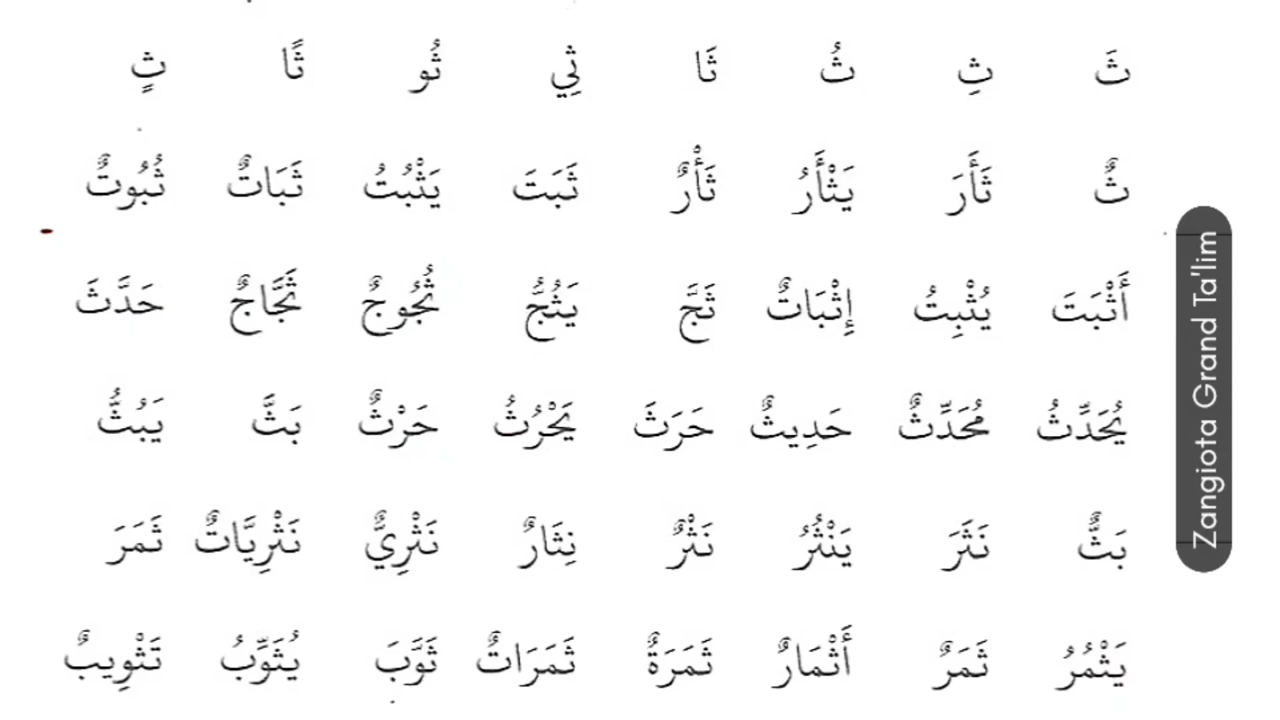 ثَ ثِ ثُ ثَا ثِي ثُو ثًا ثٍ
ثٌ ثَأَرَ يَثْأَرُ ثَأْرٌ ثَبَتَ يَثْبُتُ ثَبَاتٌ ثُبُوتٌ
أَثْبَتَ يُثْبِتُ إِثْبَاتٌ ثَجَّ يَثُجُّ ثُجُوجٌ ثَجَّاجٌ حَدَّثَ
يُحَدِّثُ مُحَدِّثٌ حَدِيثٌ حَرَثَ يَحْرُثُ حَرْثٌ بَثَّ يَبُثُّ
بَثٌّ نَثَرَ يَنْثُرُ نَثْرٌ نِثَارٌ نَثْرِيٌّ نَثْرِيَّاتٌ ثَمَرَ
يَثْمُرُ ثَمَرٌ أَثْمَارٌ ثَمَرَةٌ ثَمَرَاتٌ ثَوَّبَ يُثَوِّبُ تَثْوِيبٌ
Zangiota Grand Ta'lim